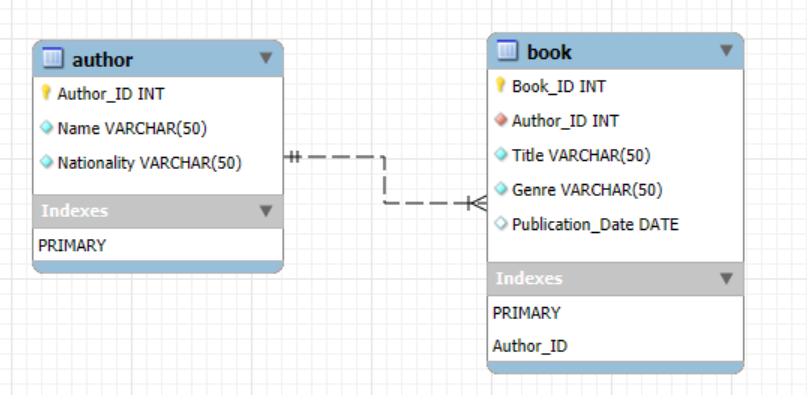 author
Author_ID INT
Name VARCHAR(50)
Nationality VARCHAR(50)
Indexes
PRIMARY
book
Book_ID INT
Author_ID INT
Title VARCHAR(50)
Genre VARCHAR(50)
Publication_Date DATE
Indexes
PRIMARY
Author_ID